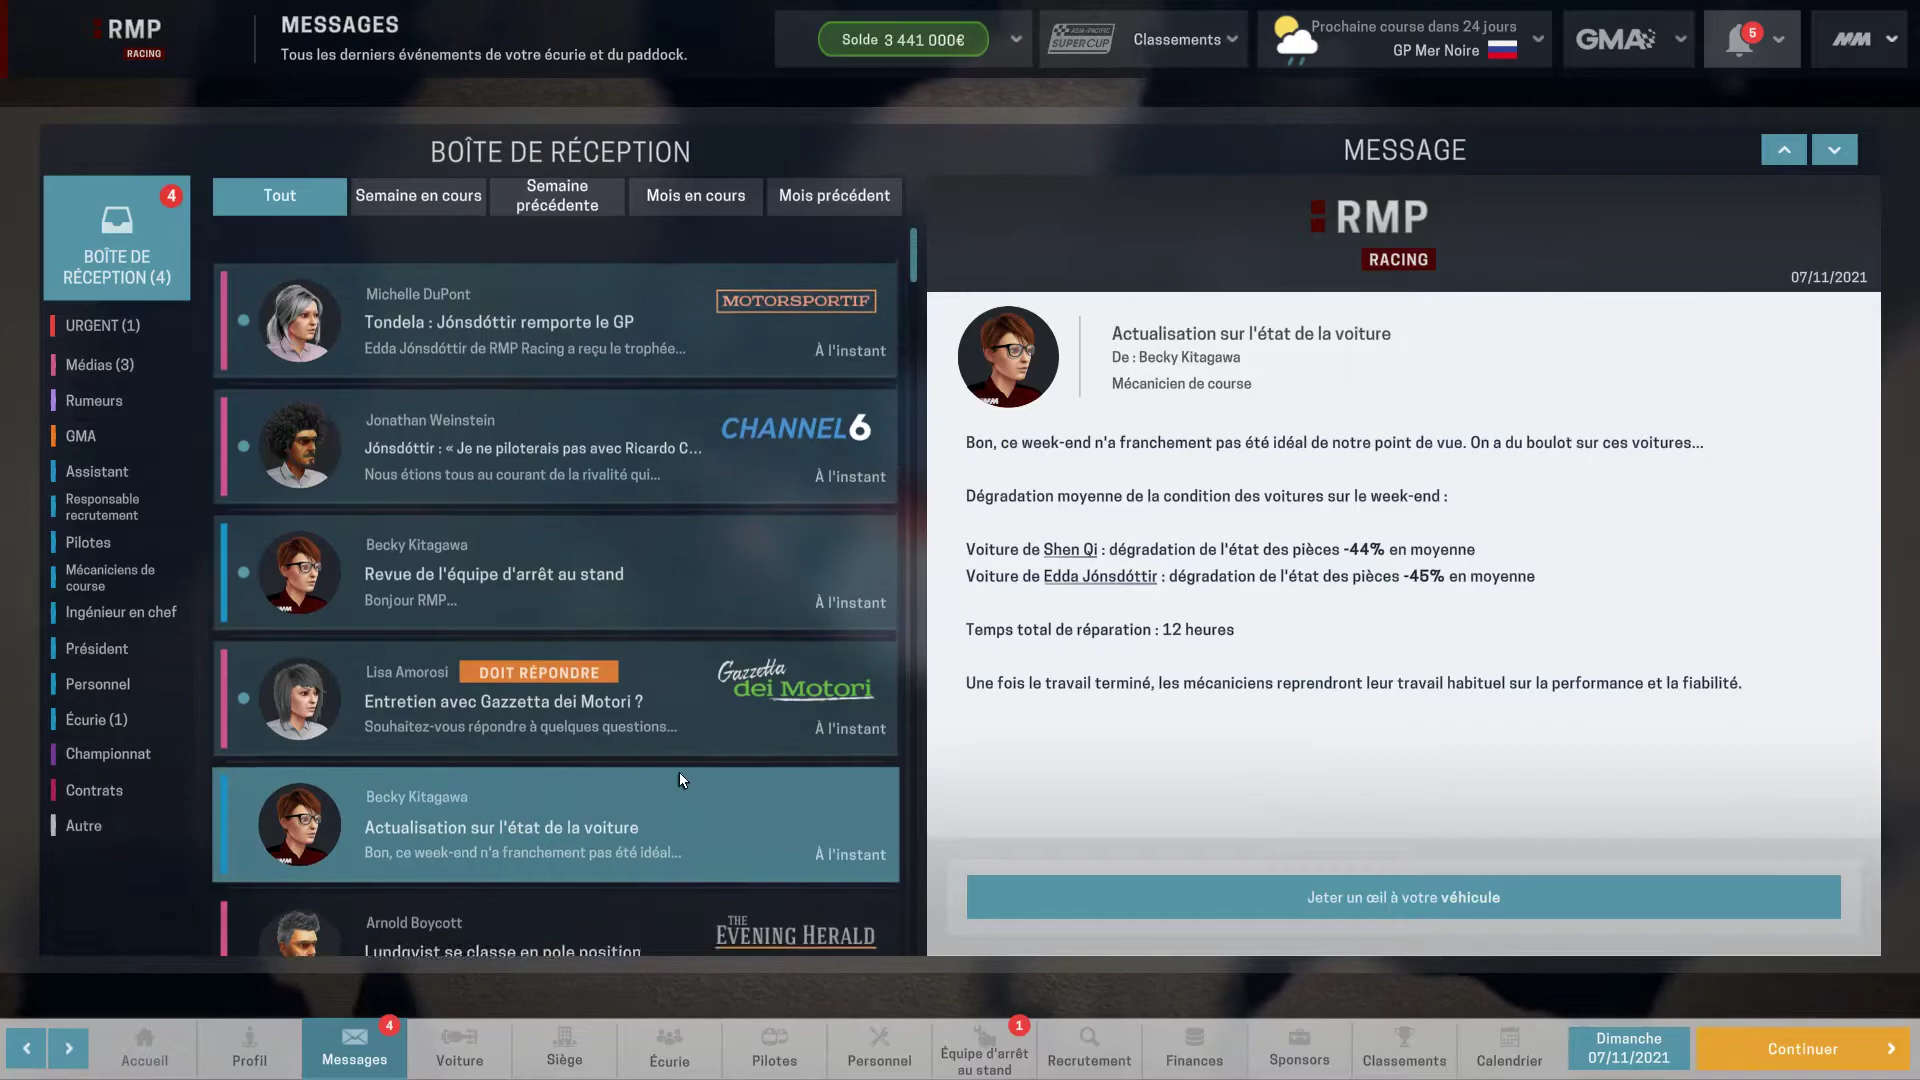 RMP
RACING
MESSAGES
Tous les derniers événements de votre écurie et du paddock.
Solde 3 441 000€
ASIA-PACIFIC
SUPER CUP
Classements
Prochaine course dans 24 jours
GP Mer Noire
GMA
5
BOÎTE DE RÉCEPTION
MESSAGE
4
BOÎTE DE
RÉCEPTION (4)
URGENT (1)
Médias (3)
Rumeurs
GMA
Assistant
Responsable
recrutement
Pilotes
Mécaniciens de
course
Ingénieur en chef
Président
Personnel
Écurie (1)
Championnat
Contrats
Autre
Tout
Semaine en cours
Semaine
précédente
Mois en cours
Mois précédent
Michelle DuPont
MOTORSPORTIF
Tondela : Jónsdóttir remporte le GP
Edda Jónsdóttir de RMP Racing a reçu le trophée...
À l'instant
Jonathan Weinstein
CHANNEL6
Jónsdóttir : « Je ne piloterais pas avec Ricardo C...
Nous étions tous au courant de la rivalité qui...
À l'instant
Becky Kitagawa
Revue de l'équipe d'arrêt au stand
Bonjour RMP...
À l'instant
Lisa Amorosi
DOIT RÉPONDRE
Gazzetta
dei Motori
Entretien avec Gazzetta dei Motori ?
Souhaitez-vous répondre à quelques questions...
À l'instant
Becky Kitagawa
Actualisation sur l'état de la voiture
Bon, ce week-end n'a franchement pas été idéal...
À l'instant
Arnold Boycott
THE
EVENING HERALD
Lundqvist se classe en pole position
RMP
RACING
07/11/2021
Actualisation sur l'état de la voiture
De : Becky Kitagawa
Mécanicien de course
Bon, ce week-end n'a franchement pas été idéal de notre point de vue. On a du boulot sur ces voitures...
Dégradation moyenne de la condition des voitures sur le week-end :
Voiture de Shen Qi : dégradation de l'état des pièces -44% en moyenne
Voiture de Edda Jónsdóttir : dégradation de l'état des pièces -45% en moyenne
Temps total de réparation : 12 heures
Une fois le travail terminé, les mécaniciens reprendront leur travail habituel sur la performance et la fiabilité.
Jeter un œil à votre véhicule
Accueil
Profil
4
Messages
Voiture
Siège
Écurie
Pilotes
Personnel
1
Équipe d'arrêt
au stand
Recrutement
Finances
Sponsors
Classements
Calendrier
Dimanche
07/11/2021
Continuer